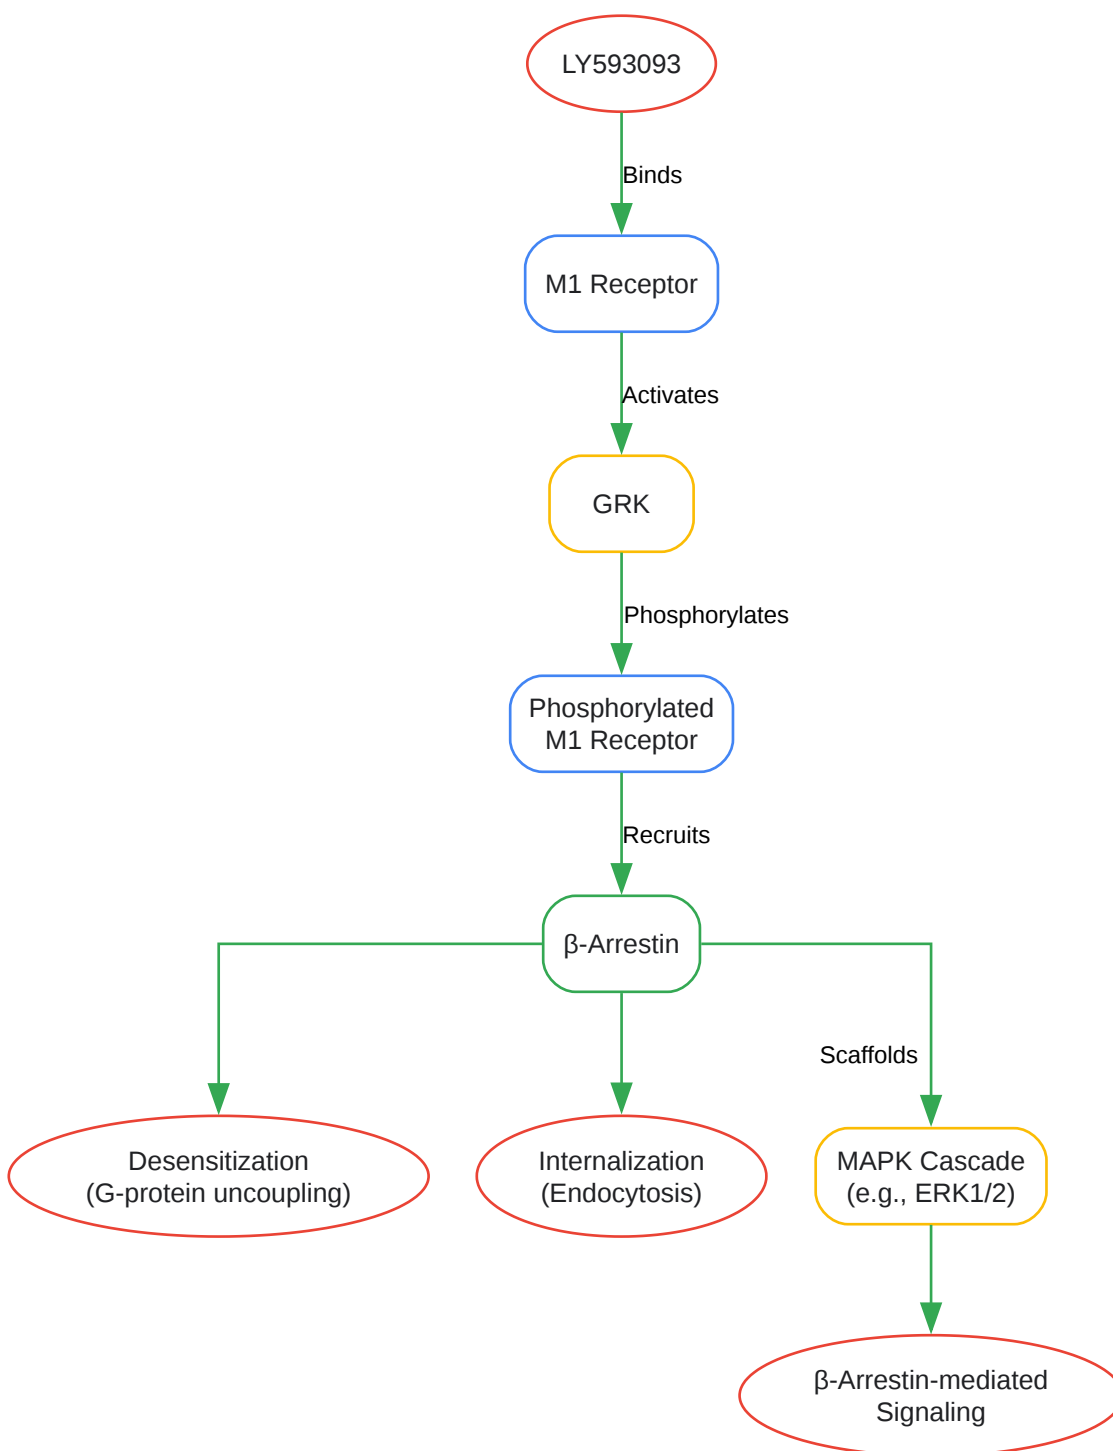 LY593093
Binds
M1 Receptor
Activates
GRK
Phosphorylates
Phosphorylated
M1 Receptor
Recruits
β-Arrestin
Scaffolds
Desensitization
(G-protein uncoupling)
Internalization
(Endocytosis)
MAPK Cascade
(e.g., ERK1/2)
β-Arrestin-mediated
Signaling